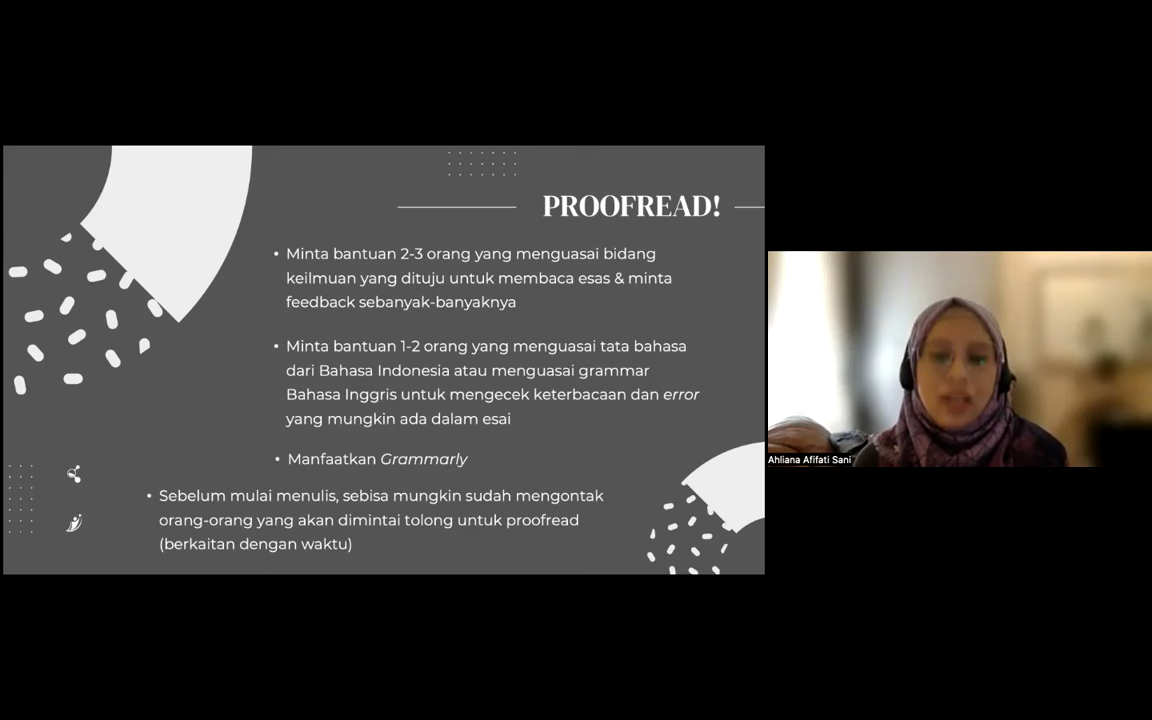 PROOFREAD!
• Minta bantuan 2-3 orang yang menguasai bidang
keilmuan yang dituju untuk membaca esas & minta
feedback sebanyak-banyaknya
• Minta bantuan 1-2 orang yang menguasai tata bahasa
dari Bahasa Indonesia atau menguasai grammar
Bahasa Inggris untuk mengecek keterbacaan dan error
yang mungkin ada dalam esai
• Manfaatkan Grammarly
• Sebelum mulai menulis, sebisa mungkin sudah mengontak
orang-orang yang akan dimintai tolong untuk proofread
(berkaitan dengan waktu)
Ahliana Afifati Sani